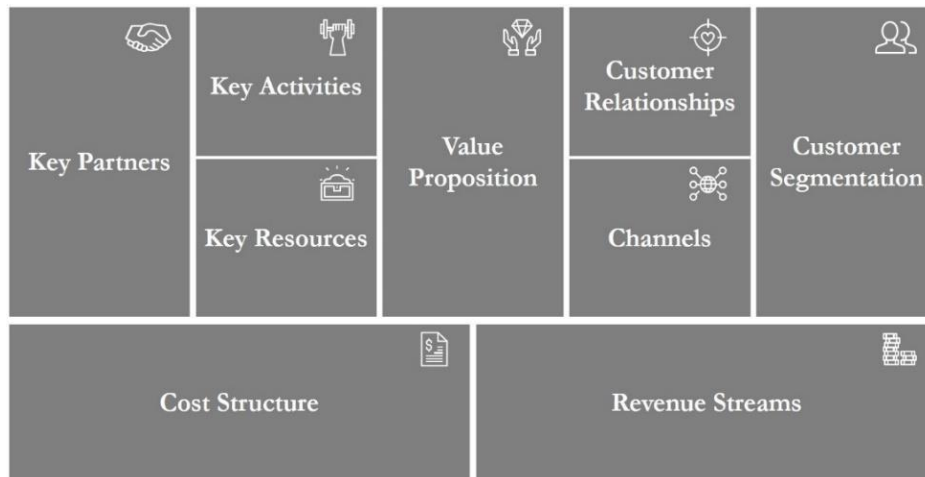 Key Partners
Key Activities
Key Resources
Value
Proposition
Customer
Relationships
Channels
Customer
Segmentation
$
Cost Structure
Revenue Streams